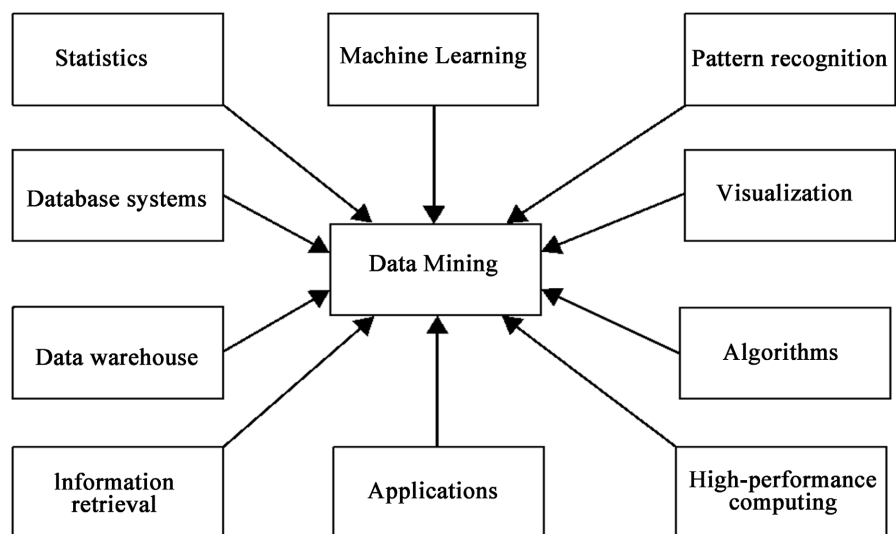 Statistics
Machine Learning
Pattern recognition
Database systems
Visualization
Data Mining
Data warehouse
Algorithms
Information
retrieval
Applications
High-performance
computing